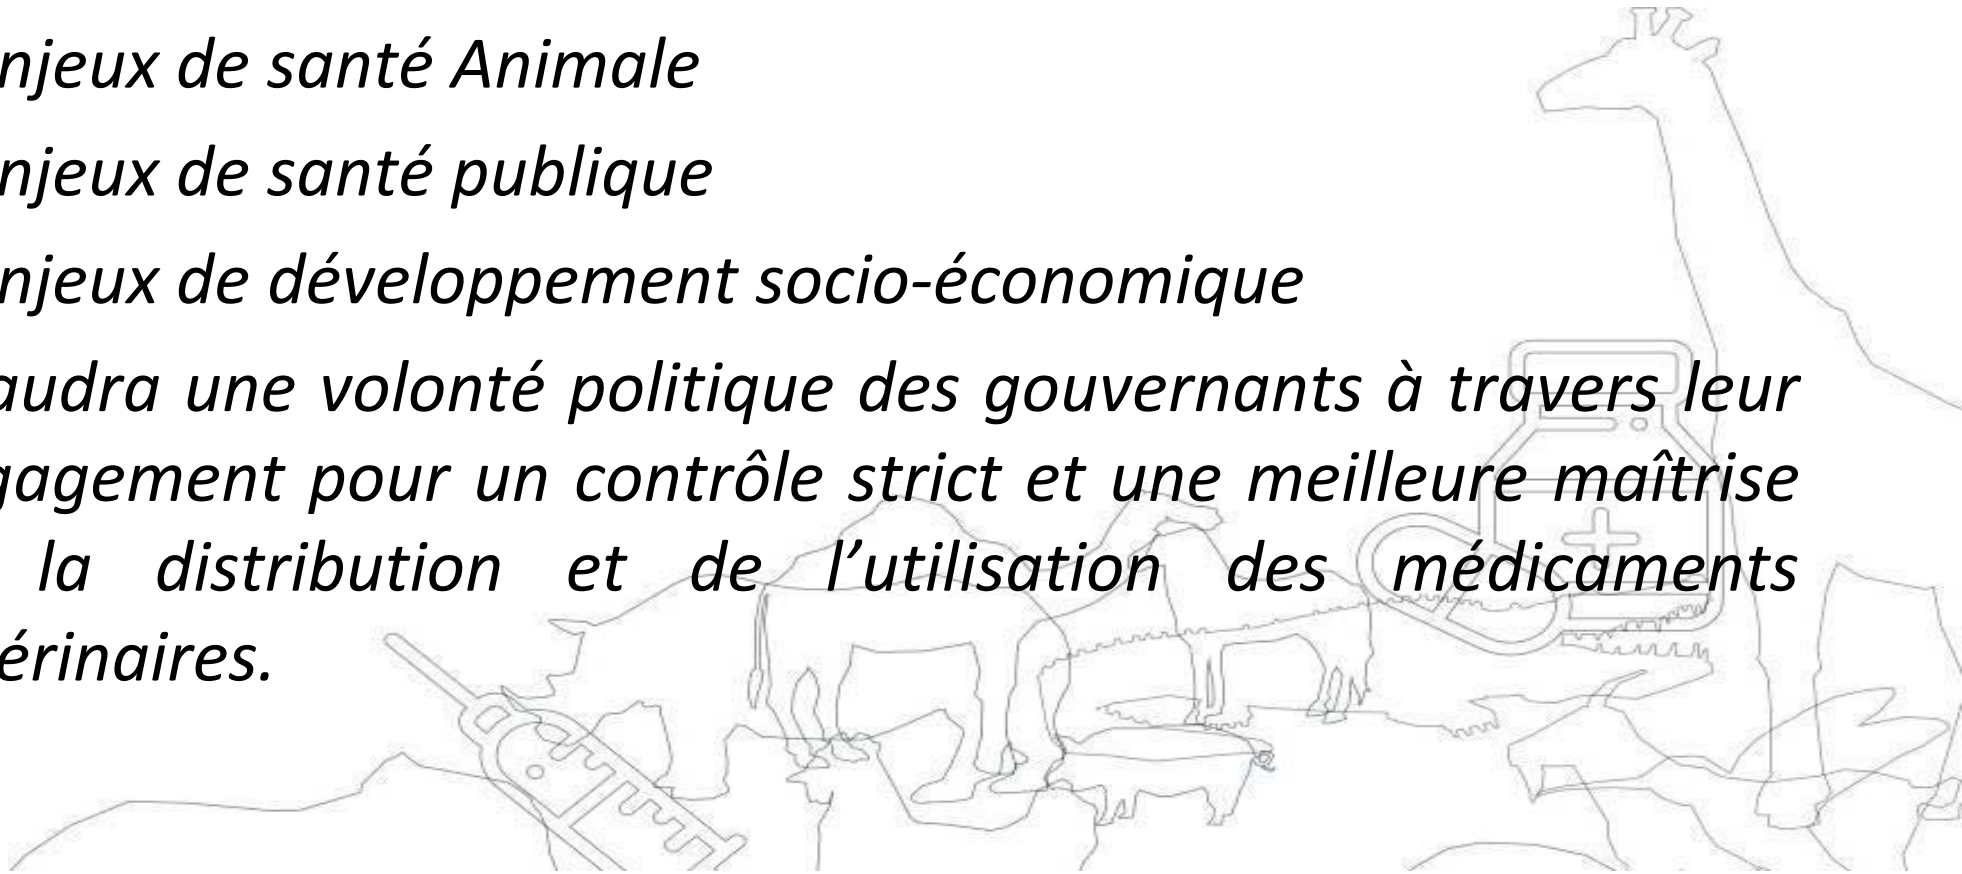 njeux de santé Animale
njeux de santé publique
njeux de développement socio-économique
audra une volonté politique des gouvernants à travers leur
gagement pour un contrôle strict et une meilleure maîtrise
la distribution et de l’utilisation des médicaments
érinaires.